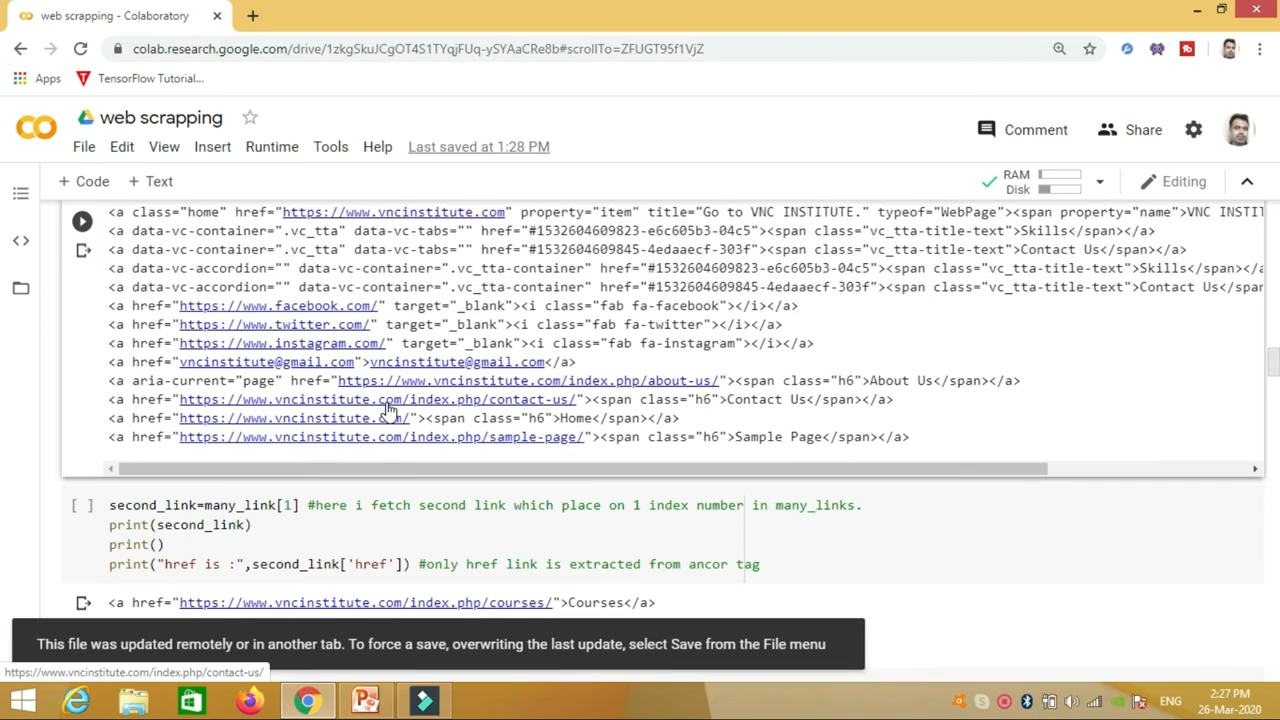 web scrapping - Colaboratory
colab.research.google.com/drive/1zkgSkuJCgOT4S1TYqjFUq-ySYAaCRe8b#scrollTo=ZFUGT95f1VjZ
Apps TensorFlow Tutorial...
web scrapping
Comment Share
File Edit View Insert Runtime Tools Help Last saved at 1:28 PM
+ Code + Text RAM Disk Editing
<a class="home" href="https://www.vncinstitute.com" property="item" title="Go to VNC INSTITUTE." typeof="WebPage"><span property="name">VNC INSTI
<a data-vc-container=".vc_tta" data-vc-tabs="" href="#1532604609823-e6c605b3-04c5"><span class="vc_tta-title-text">Skills</span></a>
<a data-vc-container=".vc_tta" data-vc-tabs="" href="#1532604609845-4edaaecf-303f"><span class="vc_tta-title-text">Contact Us</span></a>
<a data-vc-accordion="" data-vc-container=".vc_tta-container" href="#1532604609823-e6c605b3-04c5"><span class="vc_tta-title-text">Skills</span></a
<a data-vc-accordion="" data-vc-container=".vc_tta-container" href="#1532604609845-4edaaecf-303f"><span class="vc_tta-title-text">Contact Us</span>
<a href="https://www.facebook.com/" target="_blank"><i class="fab fa-facebook"></i></a>
<a href="https://www.twitter.com/" target="_blank"><i class="fab fa-twitter"></i></a>
<a href="https://www.instagram.com/" target="_blank"><i class="fab fa-instagram"></i></a>
<a href="vncinstitute@gmail.com">vncinstitute@gmail.com</a>
<a aria-current="page" href="https://www.vncinstitute.com/index.php/about-us/"><span class="h6">About Us</span></a>
<a href="https://www.vncinstitute.com/index.php/contact-us/"><span class="h6">Contact Us</span></a>
<a href="https://www.vncinstitute.com/"><span class="h6">Home</span></a>
<a href="https://www.vncinstitute.com/index.php/sample-page/"><span class="h6">Sample Page</span></a>
[ ] second_link=many_link[1] #here i fetch second link which place on 1 index number in many_links.
print(second_link)
print()
print("href is :",second_link['href']) #only href link is extracted from ancor tag
<a href="https://www.vncinstitute.com/index.php/courses/">Courses</a>
This file was updated remotely or in another tab. To force a save, overwriting the last update, select Save from the File menu
https://www.vncinstitute.com/index.php/contact-us/
ENG 2:27 PM
26-Mar-2020